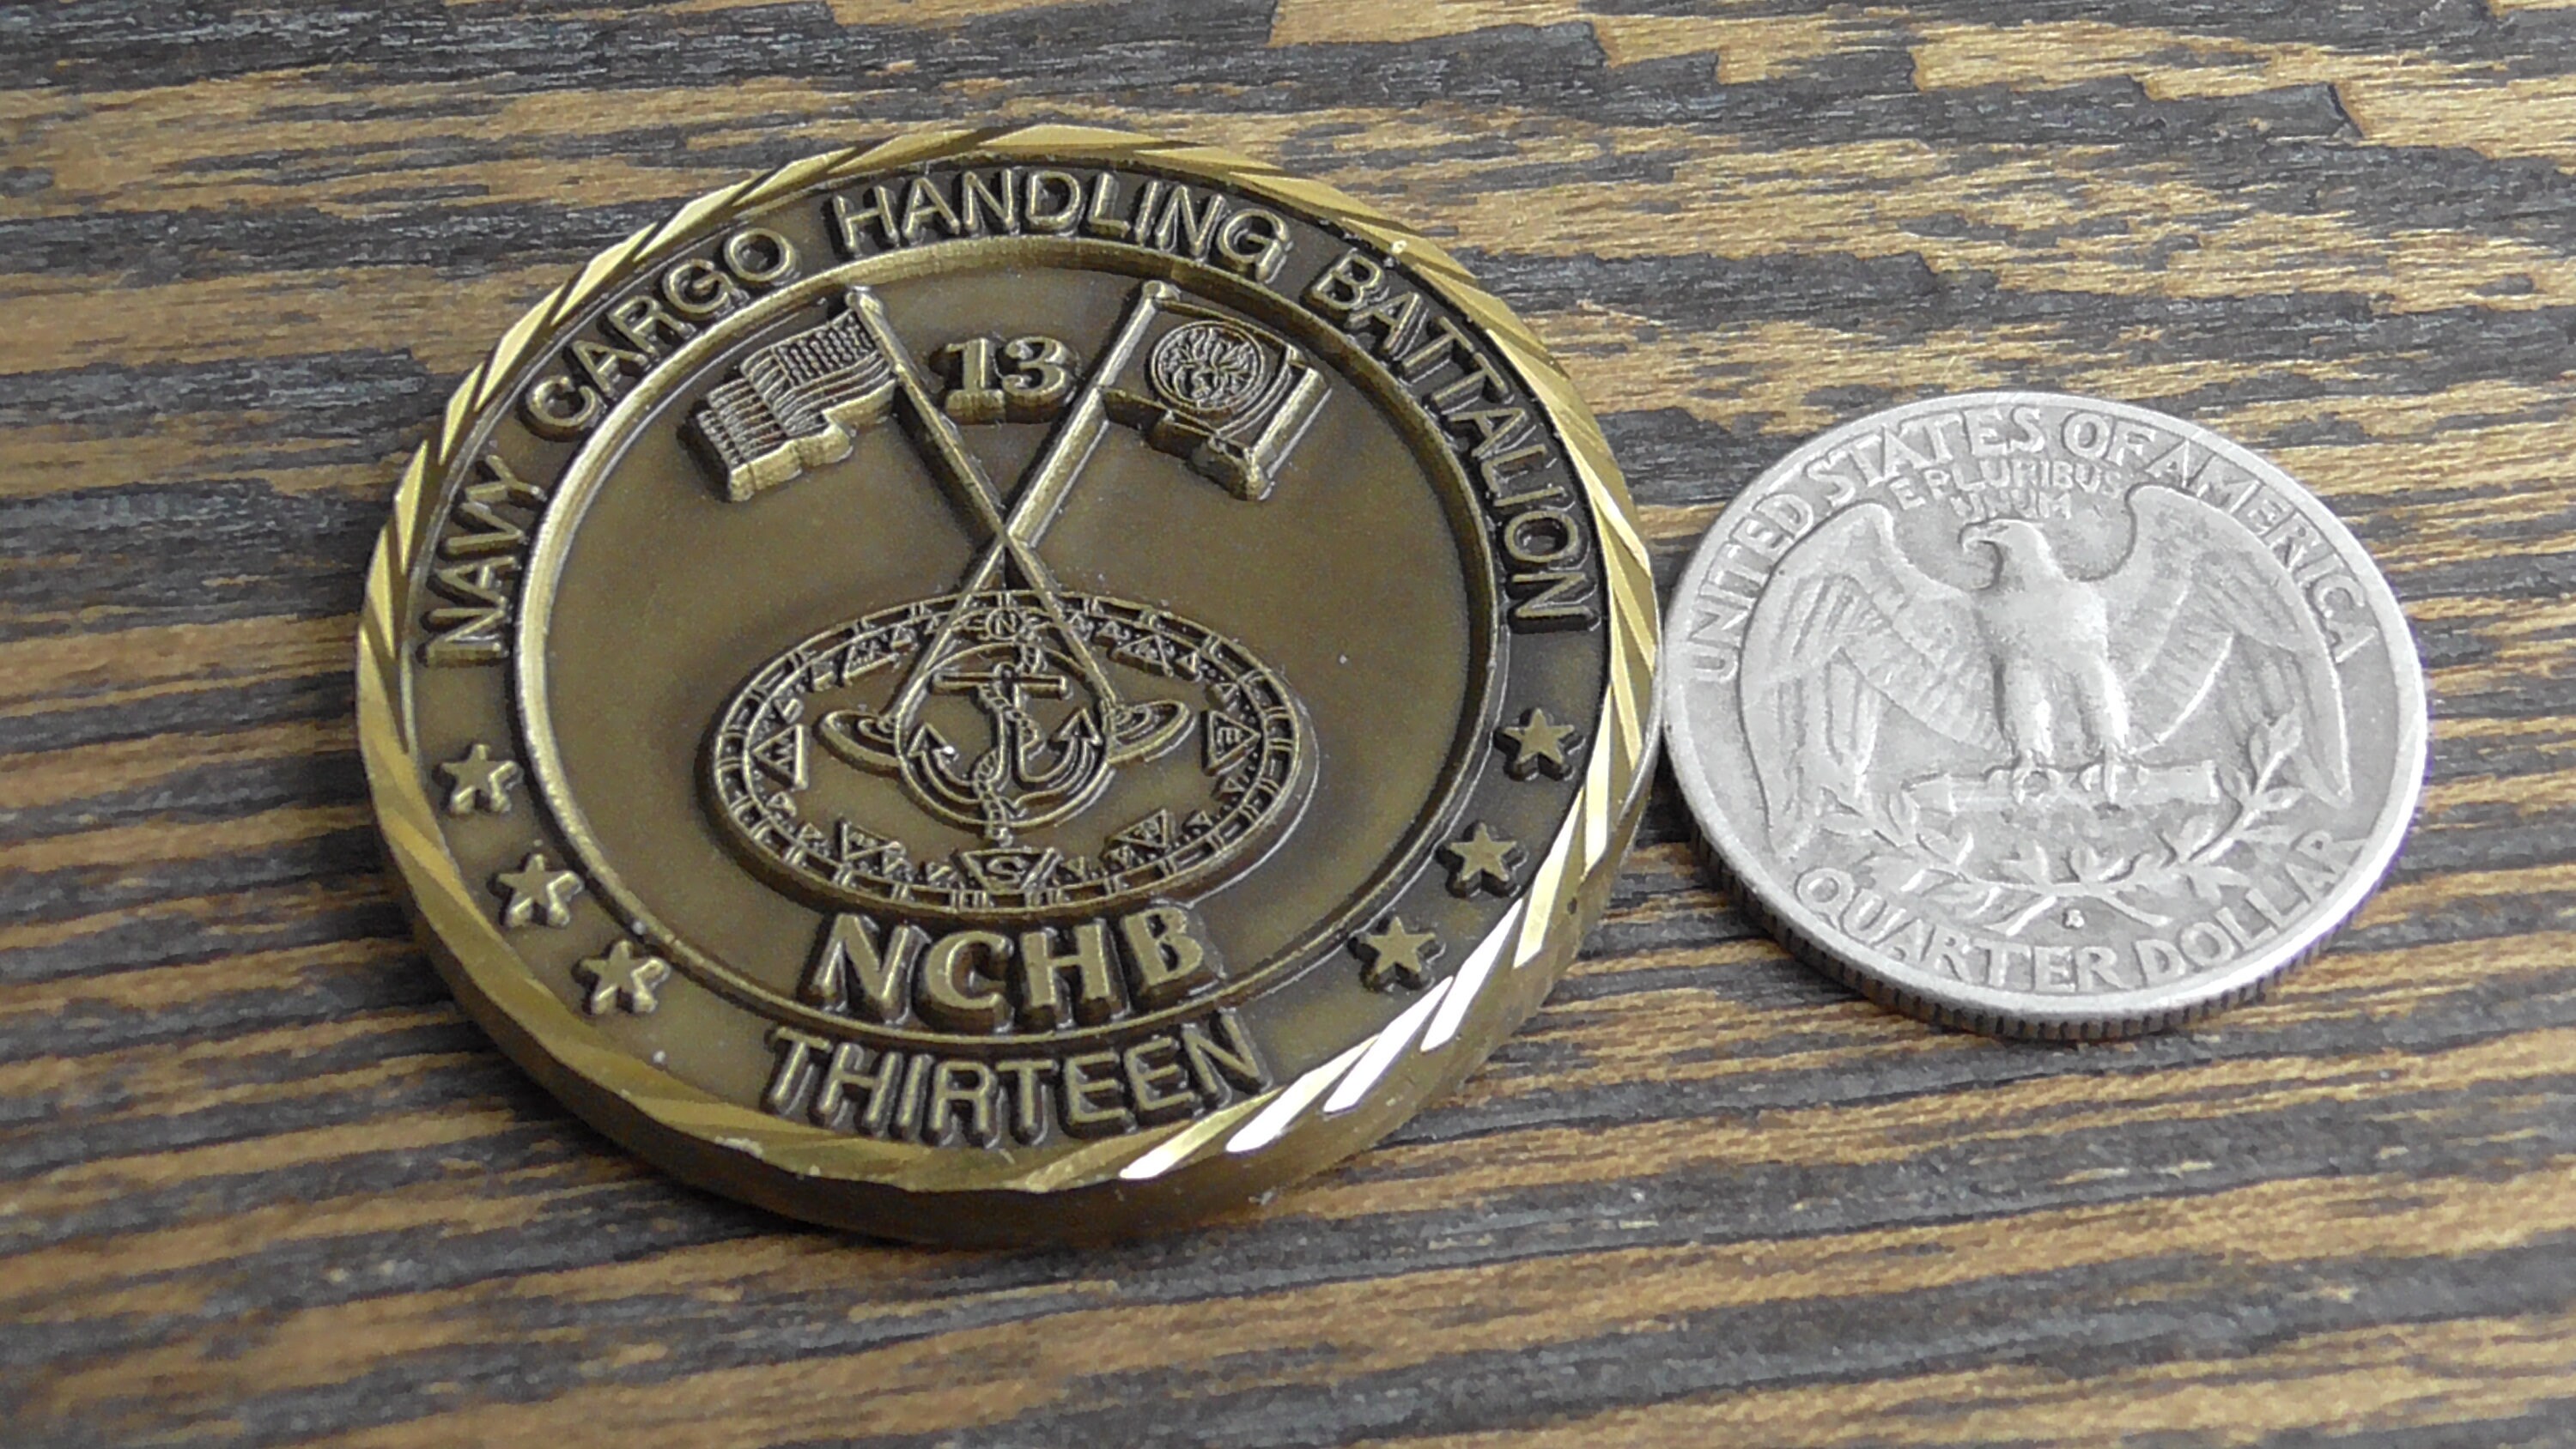 NAVY CARGO HANDLING BATTALION
13
N
W
E
S
NCHB
THIRTEEN
UNITED STATES OF AMERICA
E PLURIBUS
UNUM
QUARTER DOLLAR